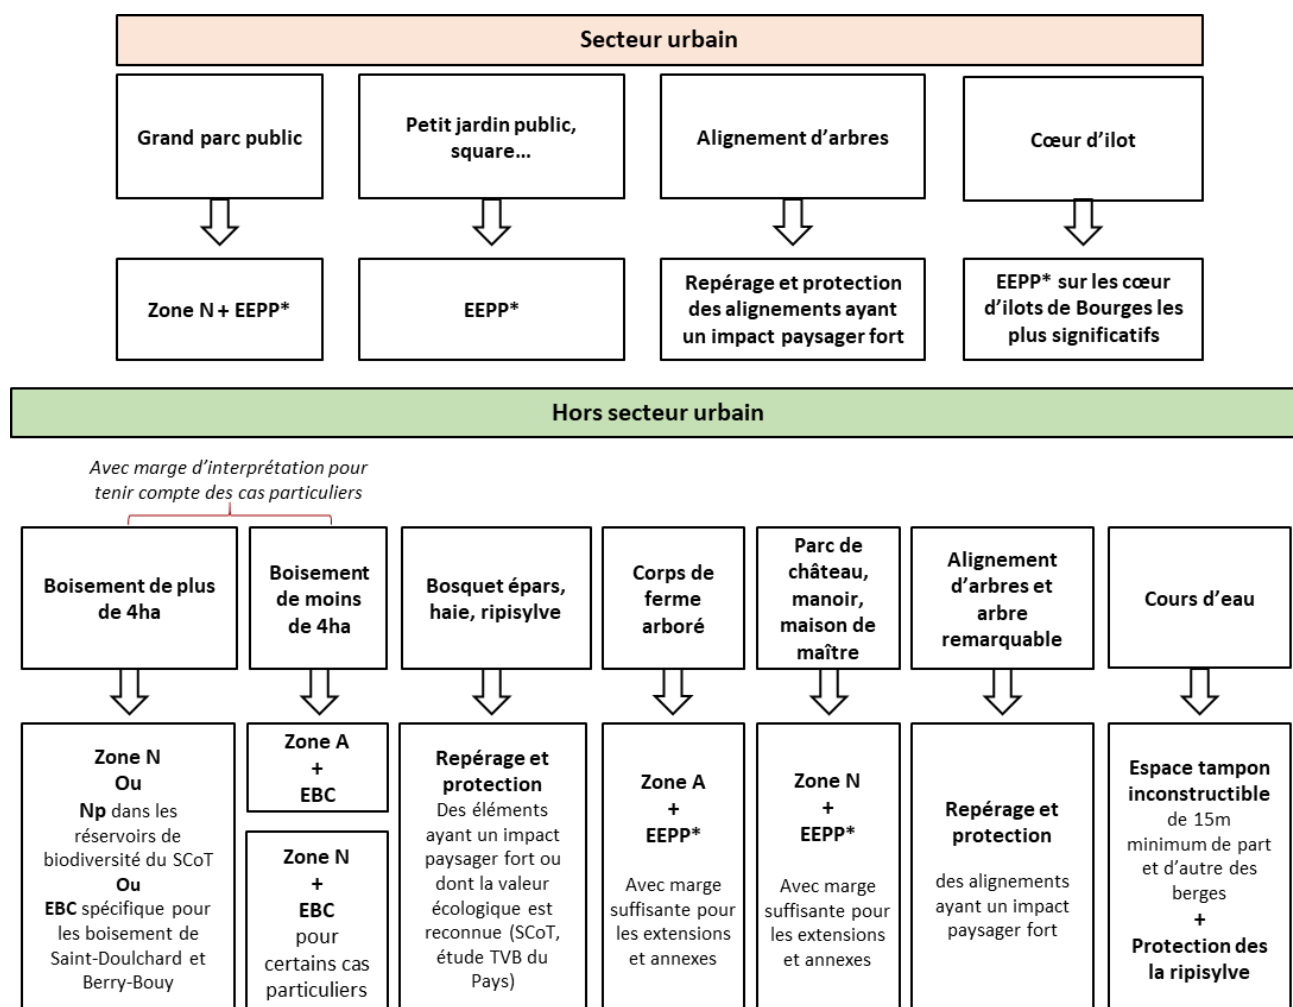 Secteur urbain
Grand parc public
Petit jardin public,
square...
Alignement d'arbres
Cœur d'ilot
Zone N + EEPP*
EEPP*
Repérage et protection
des alignements ayant
un impact paysager fort
EEPP* sur les cœur
d'ilots de Bourges les
plus significatifs
Hors secteur urbain
Avec marge d'interprétation pour
tenir compte des cas particuliers
Boisement de plus
de 4ha
Boisement
de moins
de 4ha
Bosquet épars,
haie, ripisylve
Corps de
ferme
arboré
Parc de
château,
manoir,
maison de
maître
Alignement
d'arbres et
arbre
remarquable
Cours d'eau
Zone N
Ou
Np dans les
réservoirs de
biodiversité du SCoT
Ou
EBC spécifique pour
les boisement de
Saint-Doulchard et
Berry-Bouy
Zone A
+
EBC
Zone N
+
EBC
pour
certains cas
particuliers
Repérage et
protection
Des éléments
ayant un impact
paysager fort ou
dont la valeur
écologique est
reconnue (SCoT,
étude TVB du
Pays)
Zone A
+
EEPP*
Avec marge
suffisante pour
les extensions
et annexes
Zone N
+
EEPP*
Avec marge
suffisante pour
les extensions
et annexes
Repérage et
protection
des alignements
ayant un impact
paysager fort
Espace tampon
inconstructible
de 15m
minimum de part
et d'autre des
berges
+
Protection des
la ripisylve